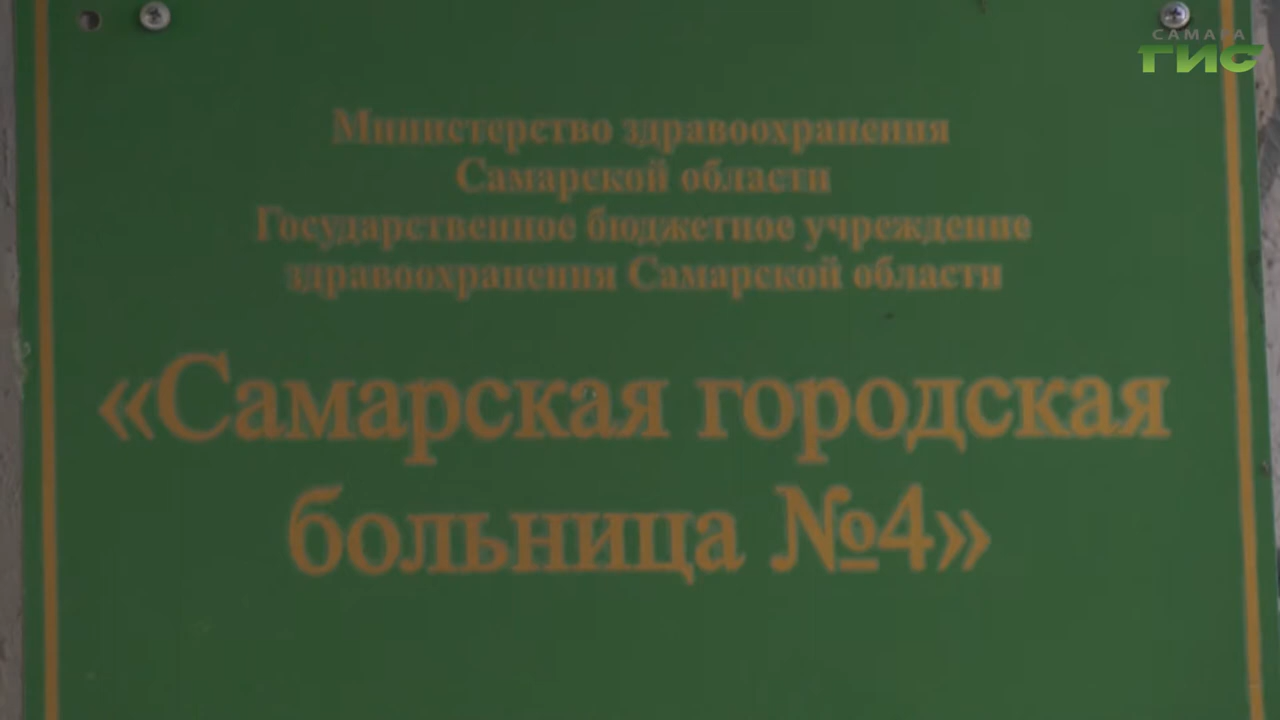 САМАРА
ГИС
Министерство здравоохранения
Самарской области
Государственное бюджетное учреждение
здравоохранения Самарской области
«Самарская городская
больница №4»